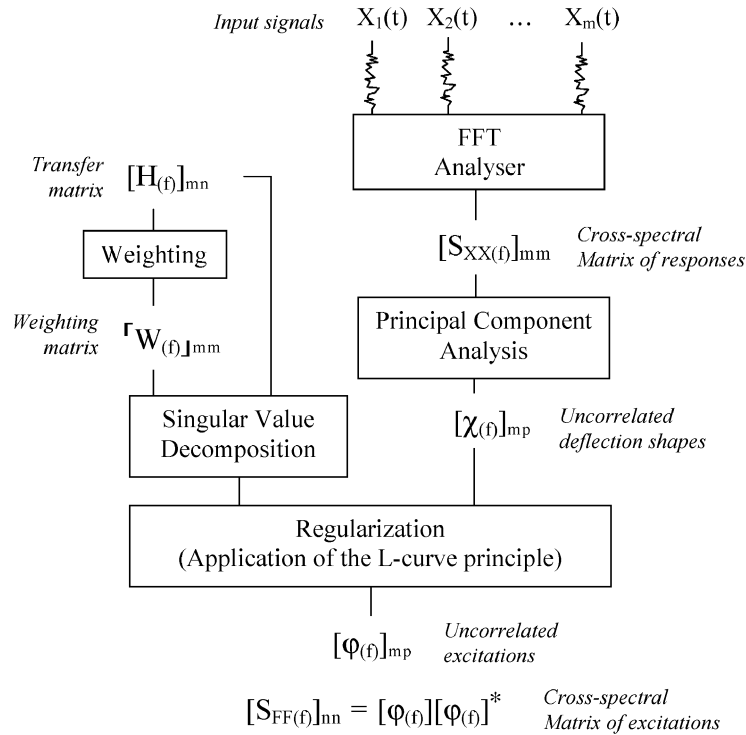 Input signals X1(t) X2(t) … Xm(t)
FFT
Analyser
Transfer
matrix
[H(f)]mn
Weighting
[SXX(f)]mm
Cross-spectral
Matrix of responses
Weighting
matrix
⌈W(f)⌋mm
Principal Component
Analysis
Singular Value
Decomposition
[χ(f)]mp
Uncorrelated
deflection shapes
Regularization
(Application of the L-curve principle)
[φ(f)]mp
Uncorrelated
excitations
[SFF(f)]nn = [φ(f)][φ(f)]*
Cross-spectral
Matrix of excitations